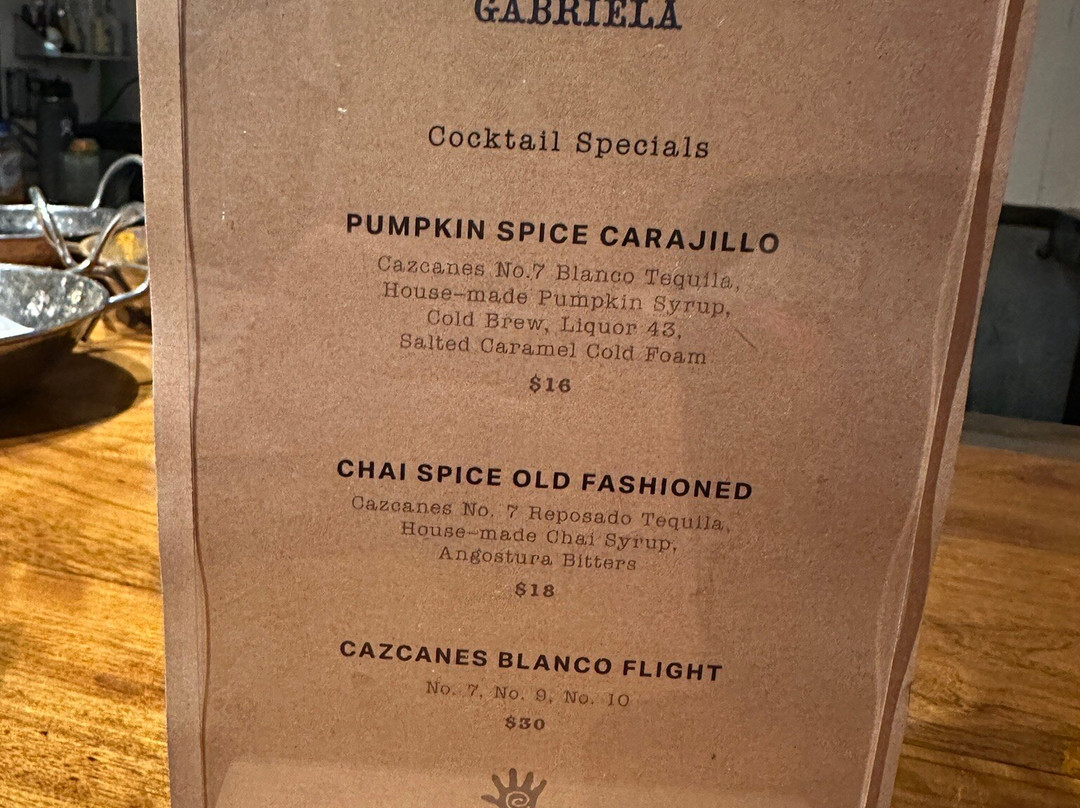 GABRIELA
Cocktail Specials
PUMPKIN SPICE CARAJILLO
Cazcanes No.7 Blanco Tequila,
House-made Pumpkin Syrup,
Cold Brew, Liquor 43,
Salted Caramel Cold Foam
$16
CHAI SPICE OLD FASHIONED
Cazcanes No. 7 Reposado Tequila,
House-made Chai Syrup,
Angostura Bitters
$18
CAZCANES BLANCO FLIGHT
No. 7, No. 9, No. 10
$30